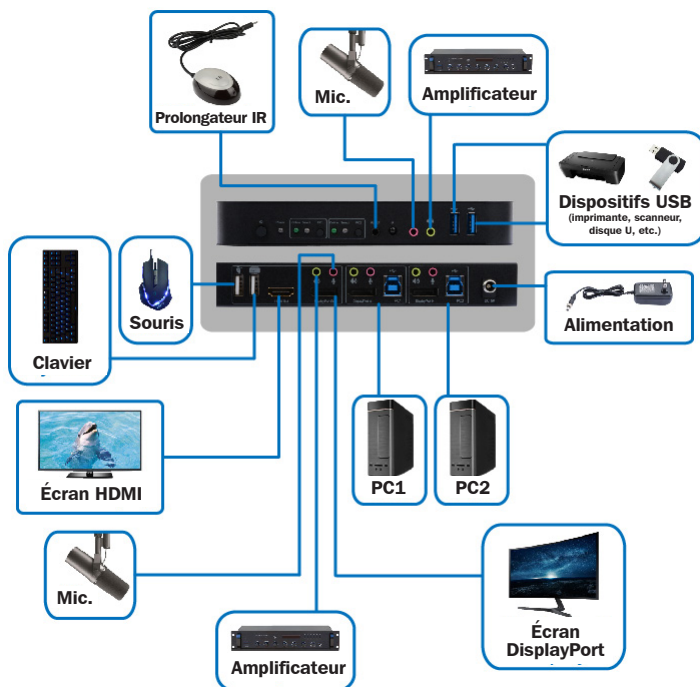 Prolongateur IR
Mic.
Amplificateur
Dispositifs USB
(imprimante, scanneur,
disque U, etc.)
Clavier
Souris
Alimentation
Écran HDMI
PC1
PC2
Mic.
Amplificateur
Écran
DisplayPort